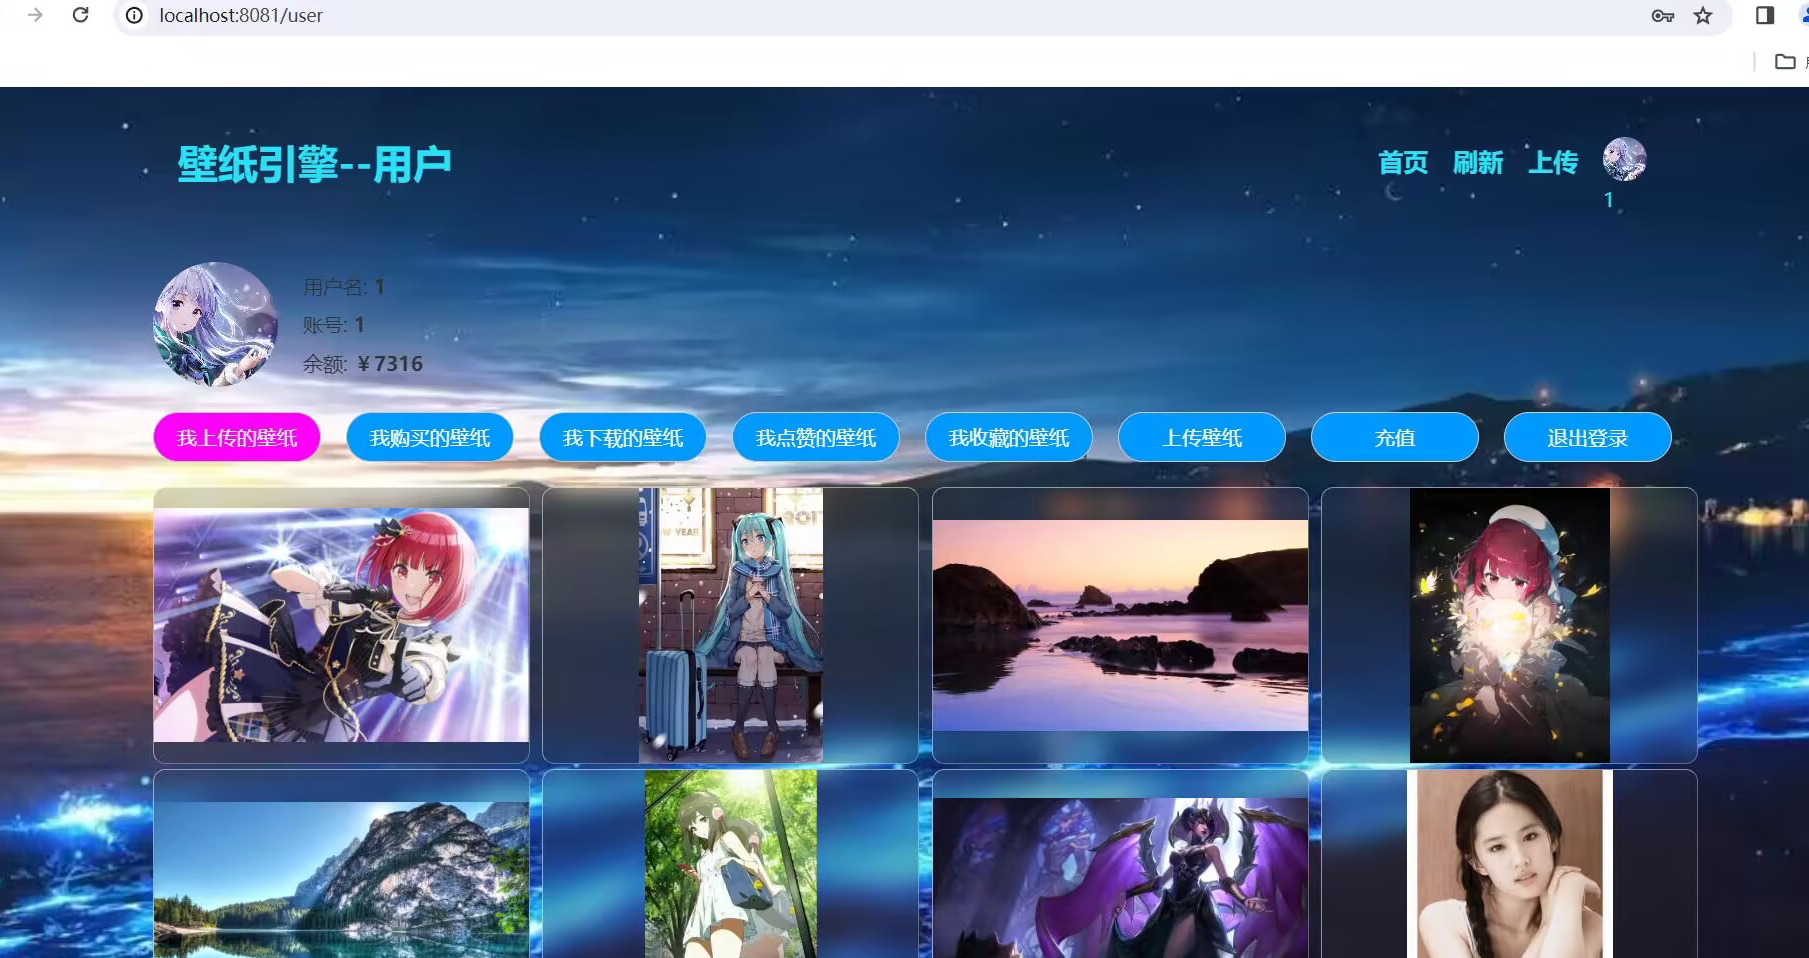 localhost:8081/user
壁纸引擎--用户
首页 刷新 上传
1
用户名: 1
账号: 1
余额: ￥7316
我上传的壁纸 我购买的壁纸 我下载的壁纸 我点赞的壁纸 我收藏的壁纸 上传壁纸 充值 退出登录